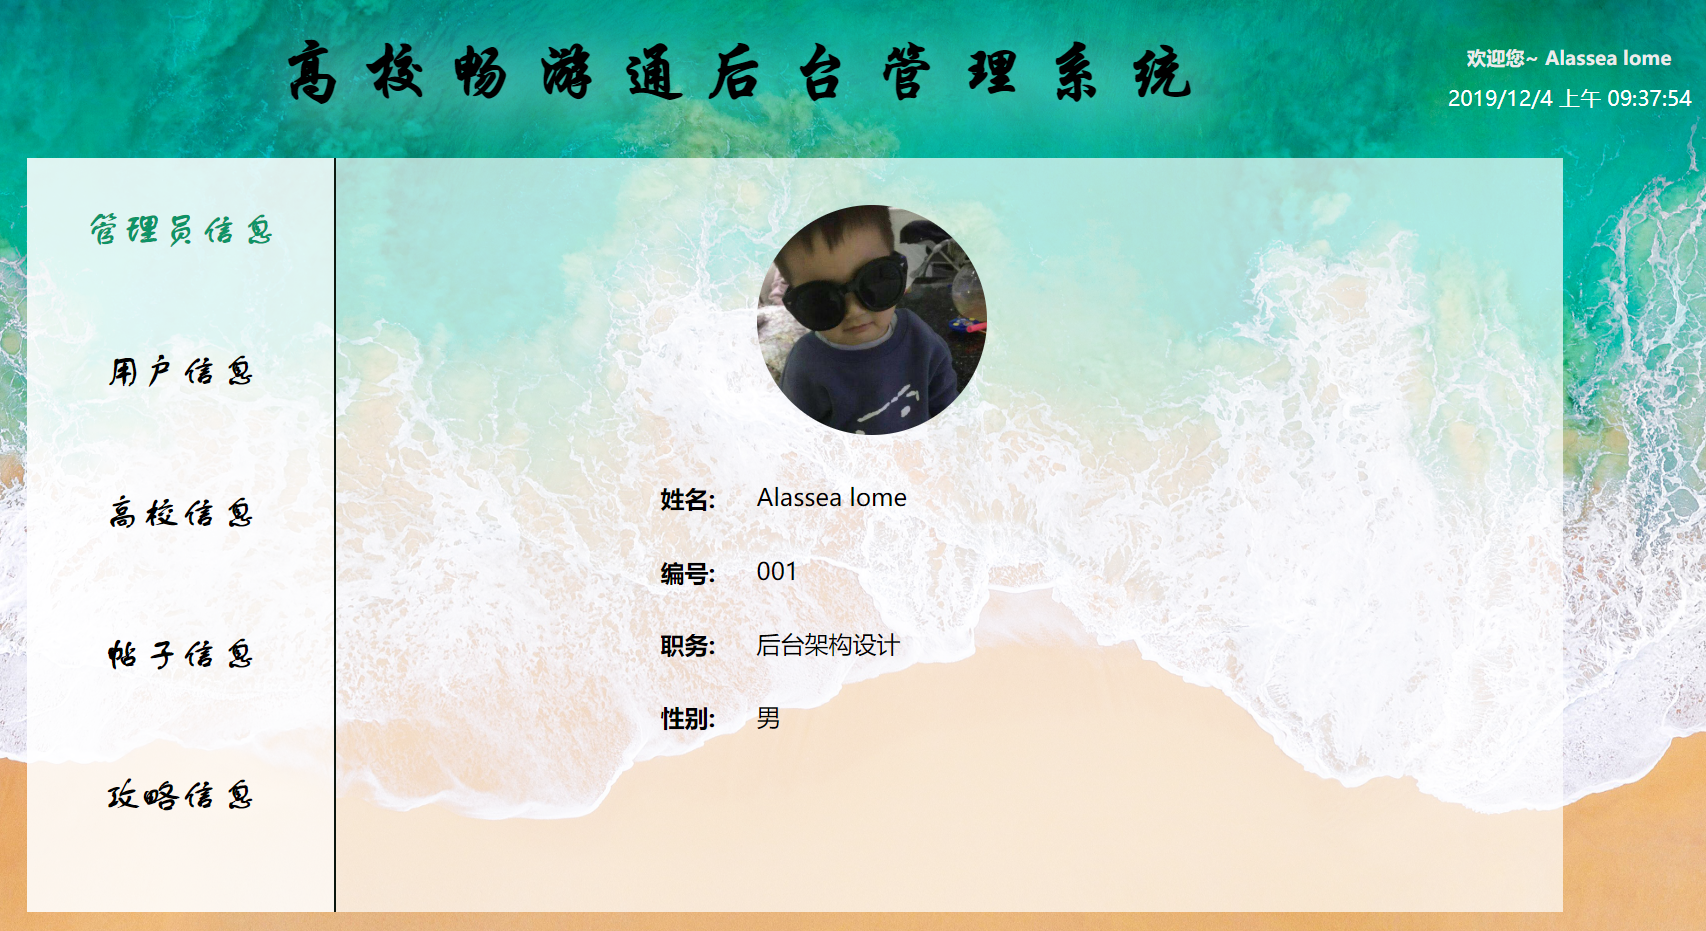 高校畅游通后台管理系统
欢迎您~ Alassea lome
2019/12/4 上午 09:37:54
管理员信息
用户信息
高校信息
帖子信息
攻略信息
姓名: Alassea lome
编号: 001
职务: 后台架构设计
性别: 男